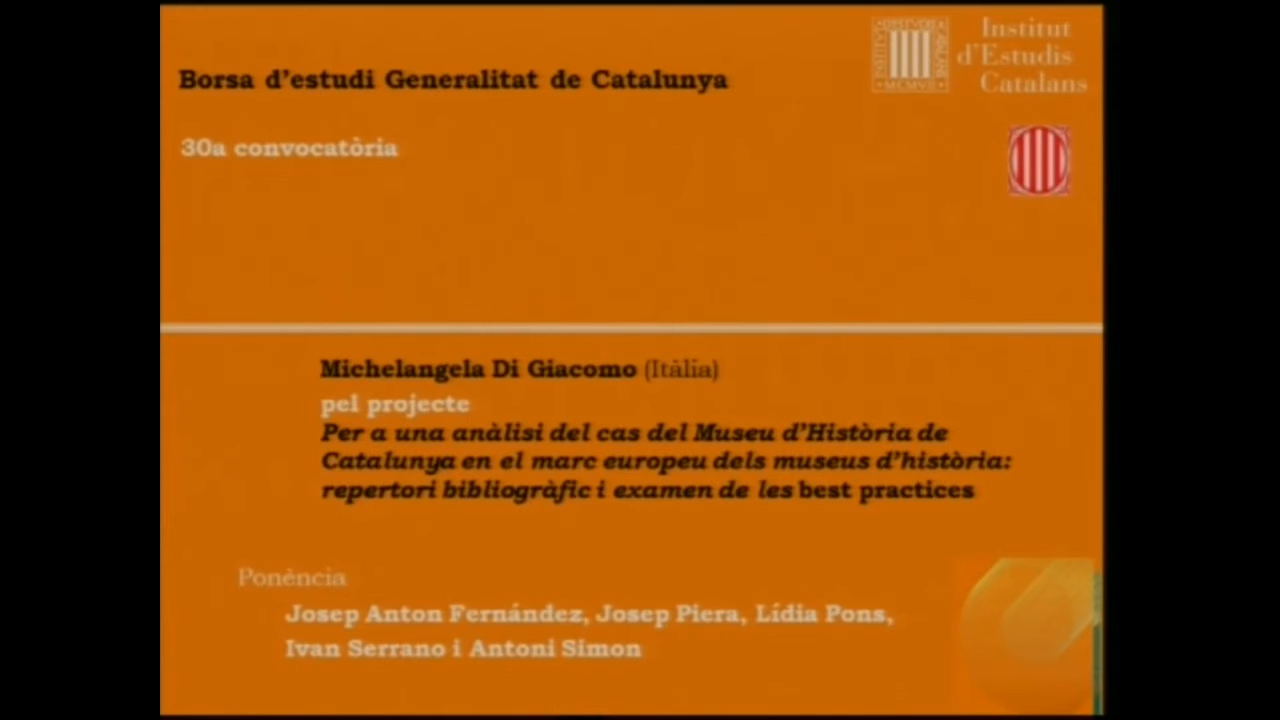 Institut
d'Estudis
Catalans
Borsa d'estudi Generalitat de Catalunya
30a convocatòria
Michelangela Di Giacomo (Itàlia)
pel projecte
Per a una anàlisi del cas del Museu d'Història de
Catalunya en el marc europeu dels museus d'història:
repertori bibliogràfic i examen de les best practices
Ponència
Josep Anton Fernández, Josep Piera, Lídia Pons,
Ivan Serrano i Antoni Simon